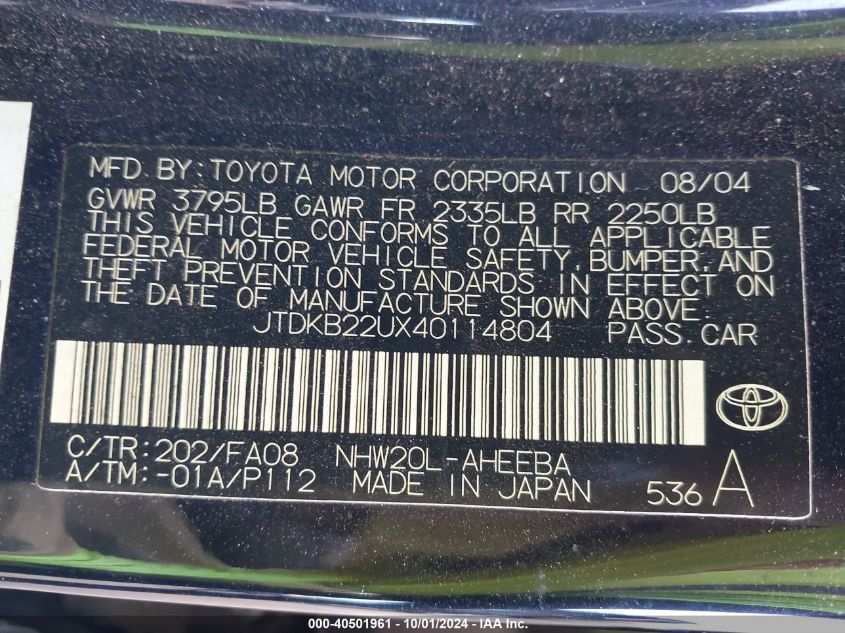 MFD. BY: TOYOTA MOTOR CORPORATION 08/04
GVWR 3795LB GAWR FR 2335LB RR 2250LB
THIS VEHICLE CONFORMS TO ALL APPLICABLE
FEDERAL MOTOR VEHICLE SAFETY, BUMPER, AND
THEFT PREVENTION STANDARDS IN EFFECT ON
THE DATE OF MANUFACTURE SHOWN ABOVE.
JTDKB22UX40114804 PASS. CAR
C/TR: 202/FA08 NHW20L-AHEEBA
A/TM: -01A/P112 MADE IN JAPAN 536 A
000-40501961 - 10/01/2024 - IAA Inc.